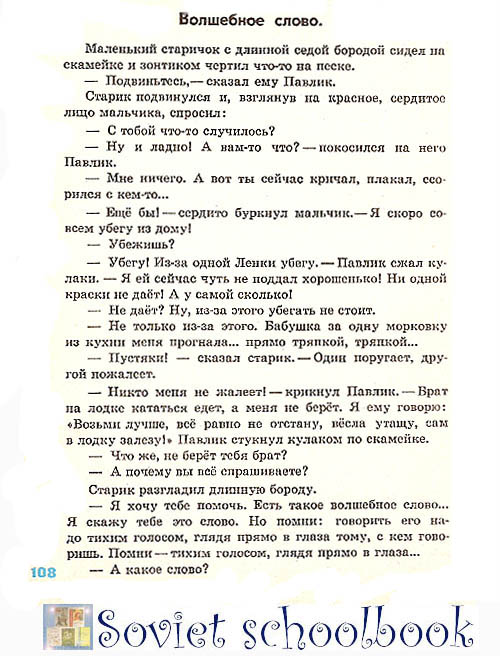 Волшебное слово.
Маленький старичок с длинной седой бородой сидел на
скамейке и зонтиком чертил что-то на песке.
— Подвиньтесь,— сказал ему Павлик.
Старик подвинулся и, взглянув на красное, сердитое
лицо мальчика, спросил:
— С тобой что-то случилось?
— Ну и ладно! А вам-то что? — покосился на него
Павлик.
— Мне ничего. А вот ты сейчас кричал, плакал, ссо-
рился с кем-то...
— Ещё бы! — сердито буркнул мальчик.— Я скоро со-
всем убегу из дому!
— Убежишь?
— Убегу! Из-за одной Ленки убегу. — Павлик сжал ку-
лаки. — Я ей сейчас чуть не поддал хорошенько! Ни одной
краски не даёт! А у самой сколько!
— Не даёт? Ну, из-за этого убегать не стоит.
— Не только из-за этого. Бабушка за одну морковку
из кухни меня прогнала... прямо тряпкой, тряпкой...
— Пустяки! — сказал старик.— Один поругает, дру-
гой пожалеет.
— Никто меня не жалеет! — крикнул Павлик. — Брат
на лодке кататься едет, а меня не берёт. Я ему говорю:
«Возьми лучше, всё равно не отстану, вёсла утащу, сам
в лодку залезу!» Павлик стукнул кулаком по скамейке.
— Что же, не берёт тебя брат?
— А почему вы всё спрашиваете?
Старик разгладил длинную бороду.
— Я хочу тебе помочь. Есть такое волшебное слово...
Я скажу тебе это слово. Но помни: говорить его на-
до тихим голосом, глядя прямо в глаза тому, с кем гово-
ришь. Помни — тихим голосом, глядя прямо в глаза...
— А какое слово?
108
Soviet schoolbook